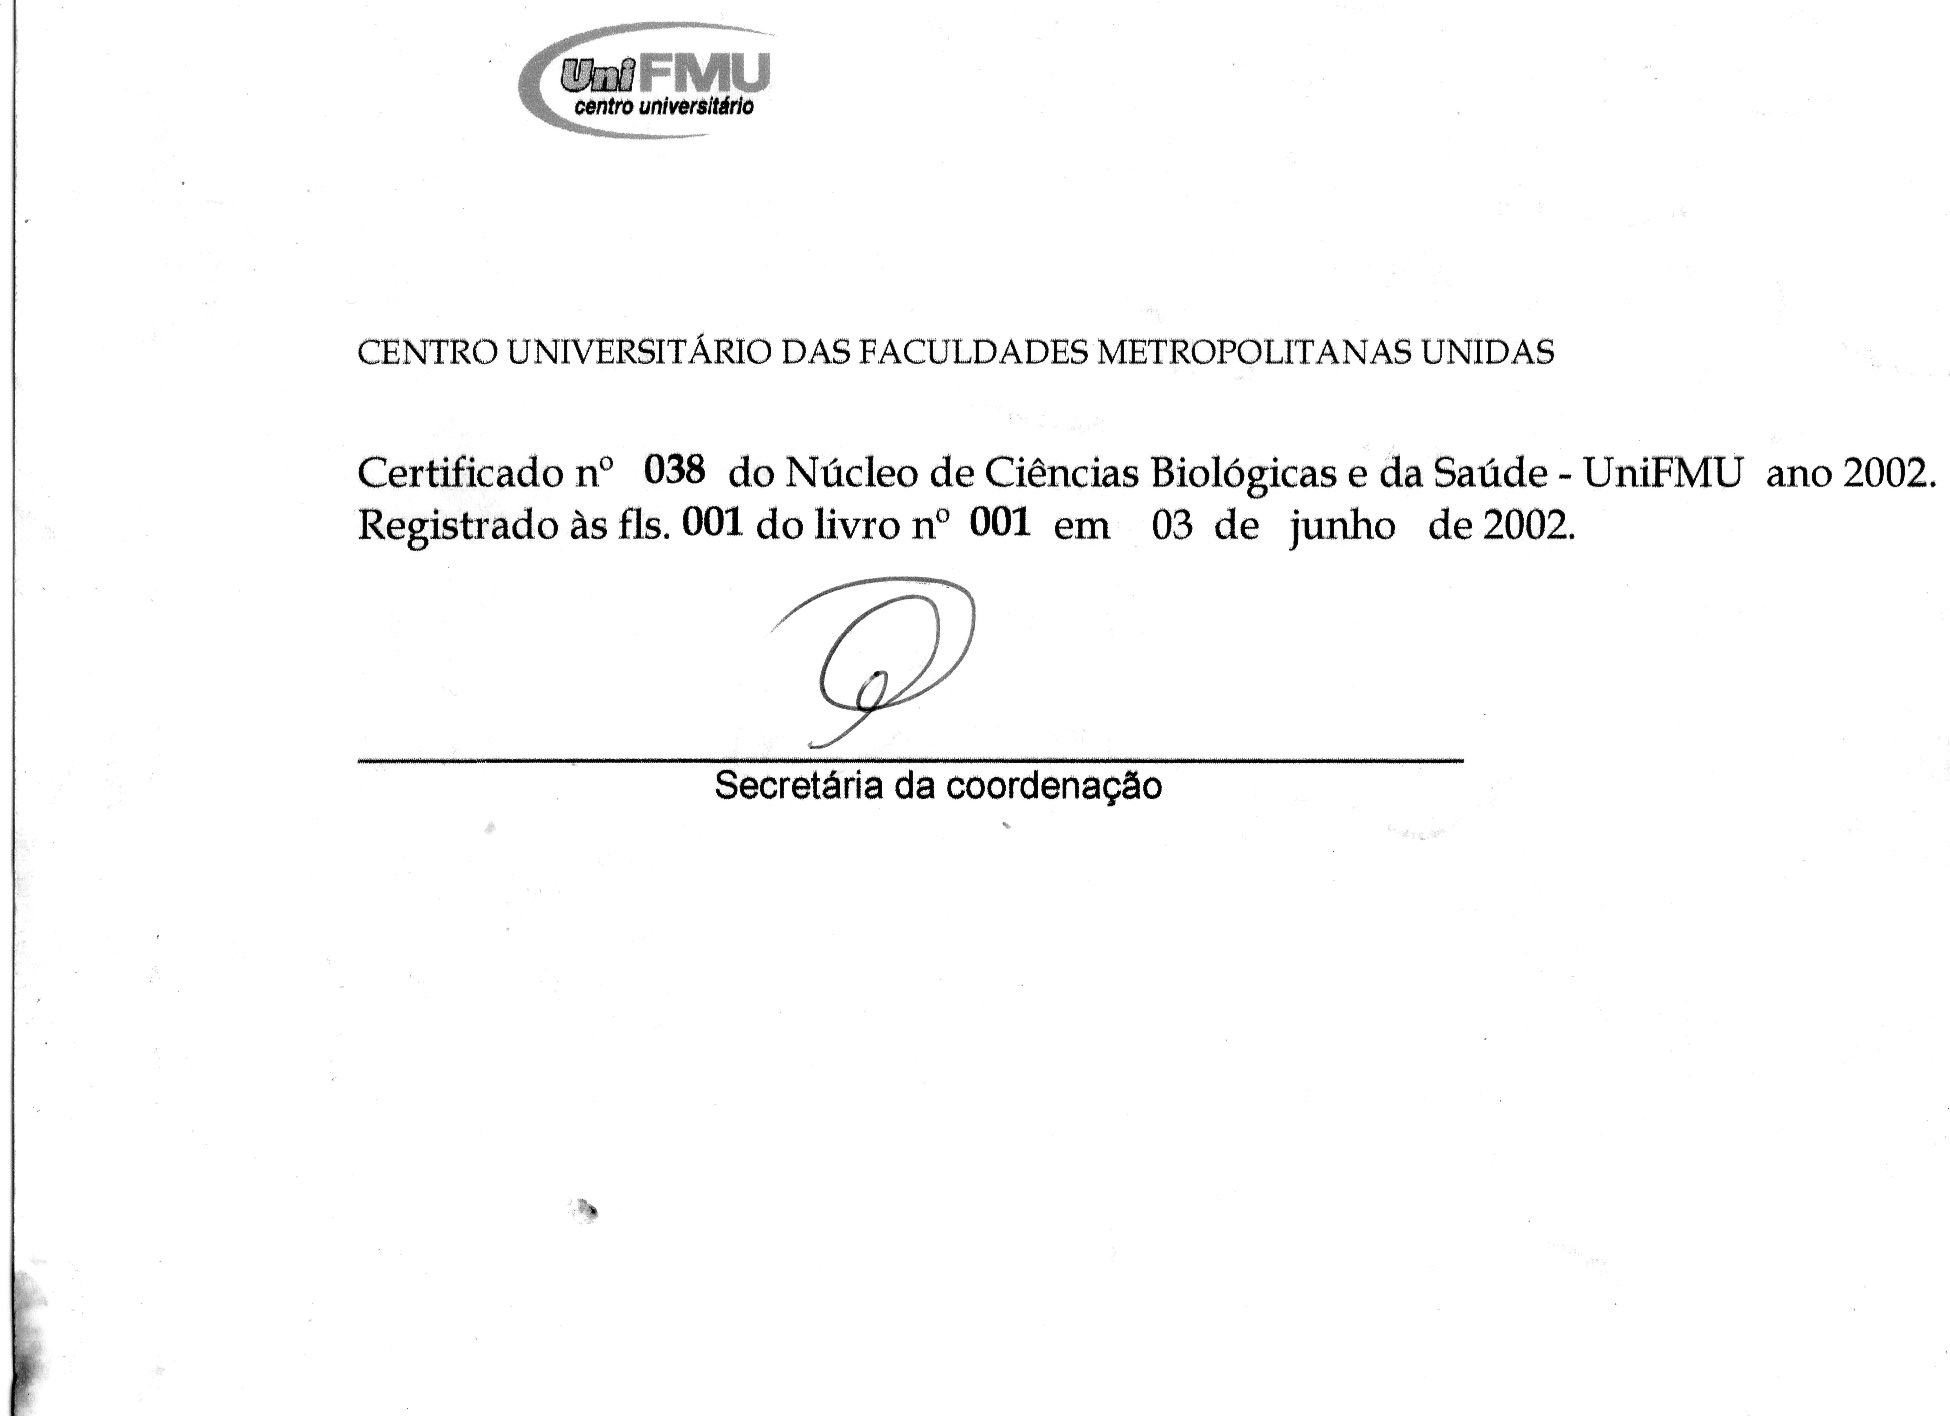 UniFMU
centro universitário
CENTRO UNIVERSITÁRIO DAS FACULDADES METROPOLITANAS UNIDAS
Certificado nº 038 do Núcleo de Ciências Biológicas e da Saúde - UniFMU ano 2002.
Registrado às fls. 001 do livro nº 001 em 03 de junho de 2002.
Secretária da coordenação